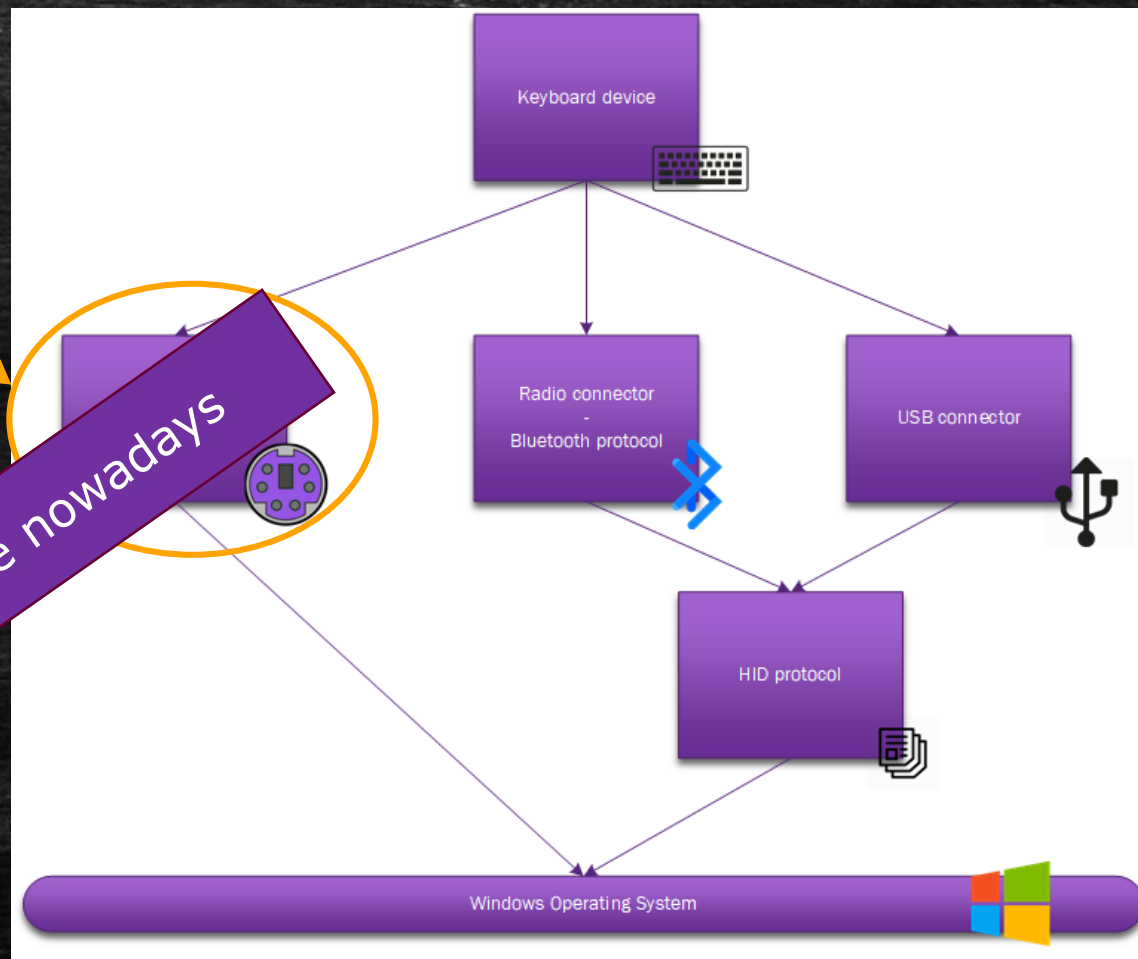 Keyboard device
nowadays
Radio connector
-
Bluetooth protocol
USB connector
HID protocol
Windows Operating System